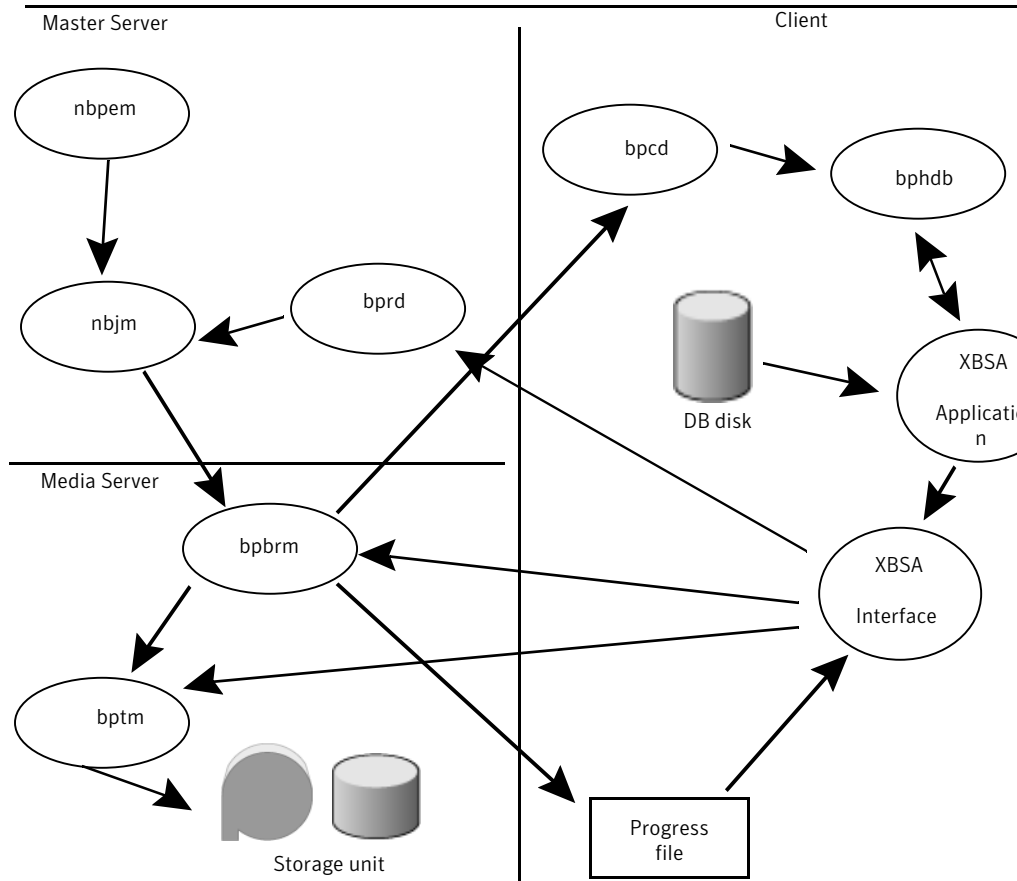 Master Server
Client
nbpem
bpcd
bphdb
nbjm
bprd
DB disk
XBSA
Applicatio
n
Media Server
bpbrm
XBSA
Interface
bptm
Storage unit
Progress
file